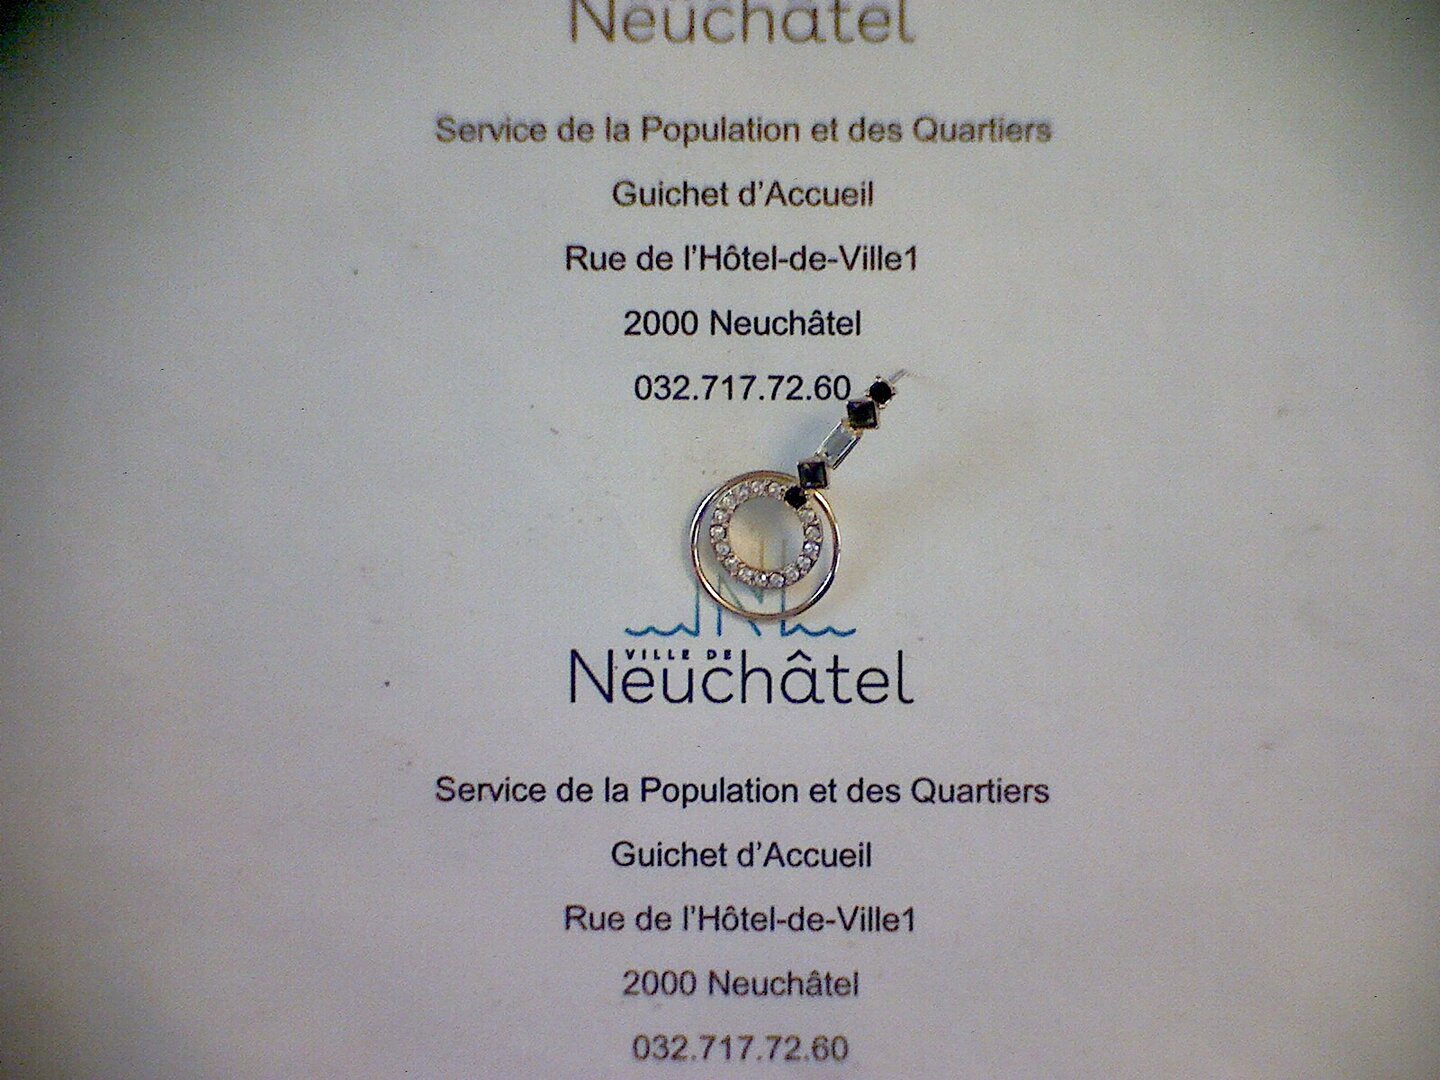 Neuchâtel
Service de la Population et des Quartiers
Guichet d'Accueil
Rue de l'Hôtel-de-Ville1
2000 Neuchâtel
032.717.72.60
VILLE DE
Neuchâtel
Service de la Population et des Quartiers
Guichet d'Accueil
Rue de l'Hôtel-de-Ville1
2000 Neuchâtel
032.717.72.60